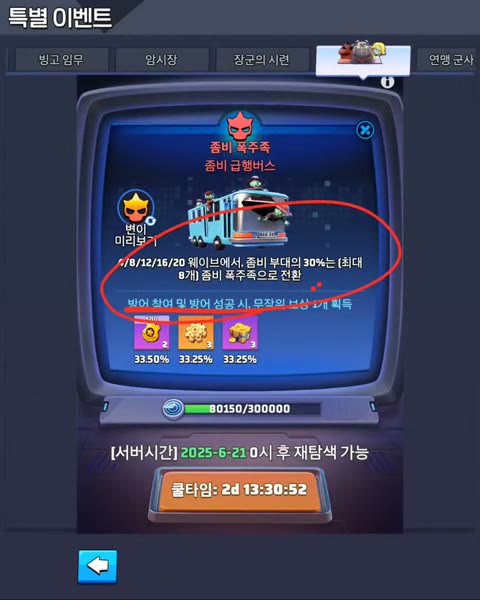 특별 이벤트
빙고 임무
암시장
장군의 시련
연맹 군사
좀비 폭주족
좀비 급행버스
변이
미리보기
4/8/12/16/20 웨이브에서, 좀비 부대의 30%는 (최대
8개) 좀비 폭주족으로 전환
방어 참여 및 방어 성공 시, 무작위 보상 1개 획득
2
3
3
33.50%
33.25%
33.25%
80150/300000
[서버시간] 2025-6-21 0시 후 재탐색 가능
쿨타임: 2d 13:30:52